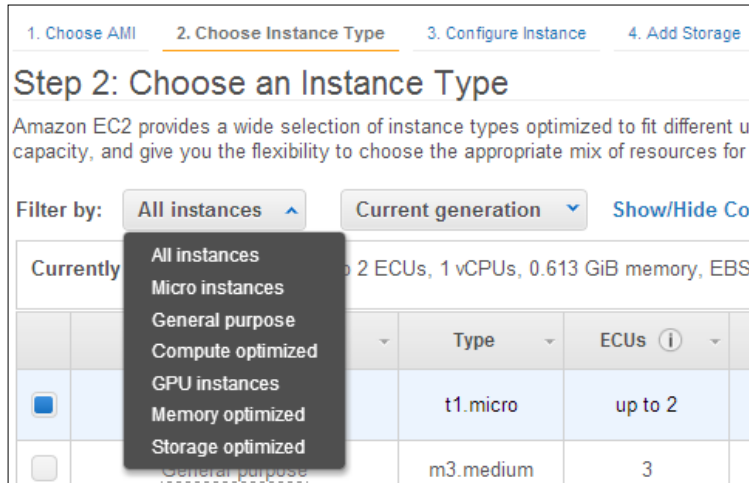 1. Choose AMI 2. Choose Instance Type 3. Configure Instance 4. Add Storage
Step 2: Choose an Instance Type
Amazon EC2 provides a wide selection of instance types optimized to fit different u
capacity, and give you the flexibility to choose the appropriate mix of resources for
Filter by: All instances Current generation Show/Hide Co
All instances
Currently 2 ECUs, 1 vCPUs, 0.613 GiB memory, EBS
Micro instances
General purpose
Compute optimized
Type ECUs i
GPU instances
Memory optimized
t1.micro up to 2
Storage optimized
General purpose m3.medium 3